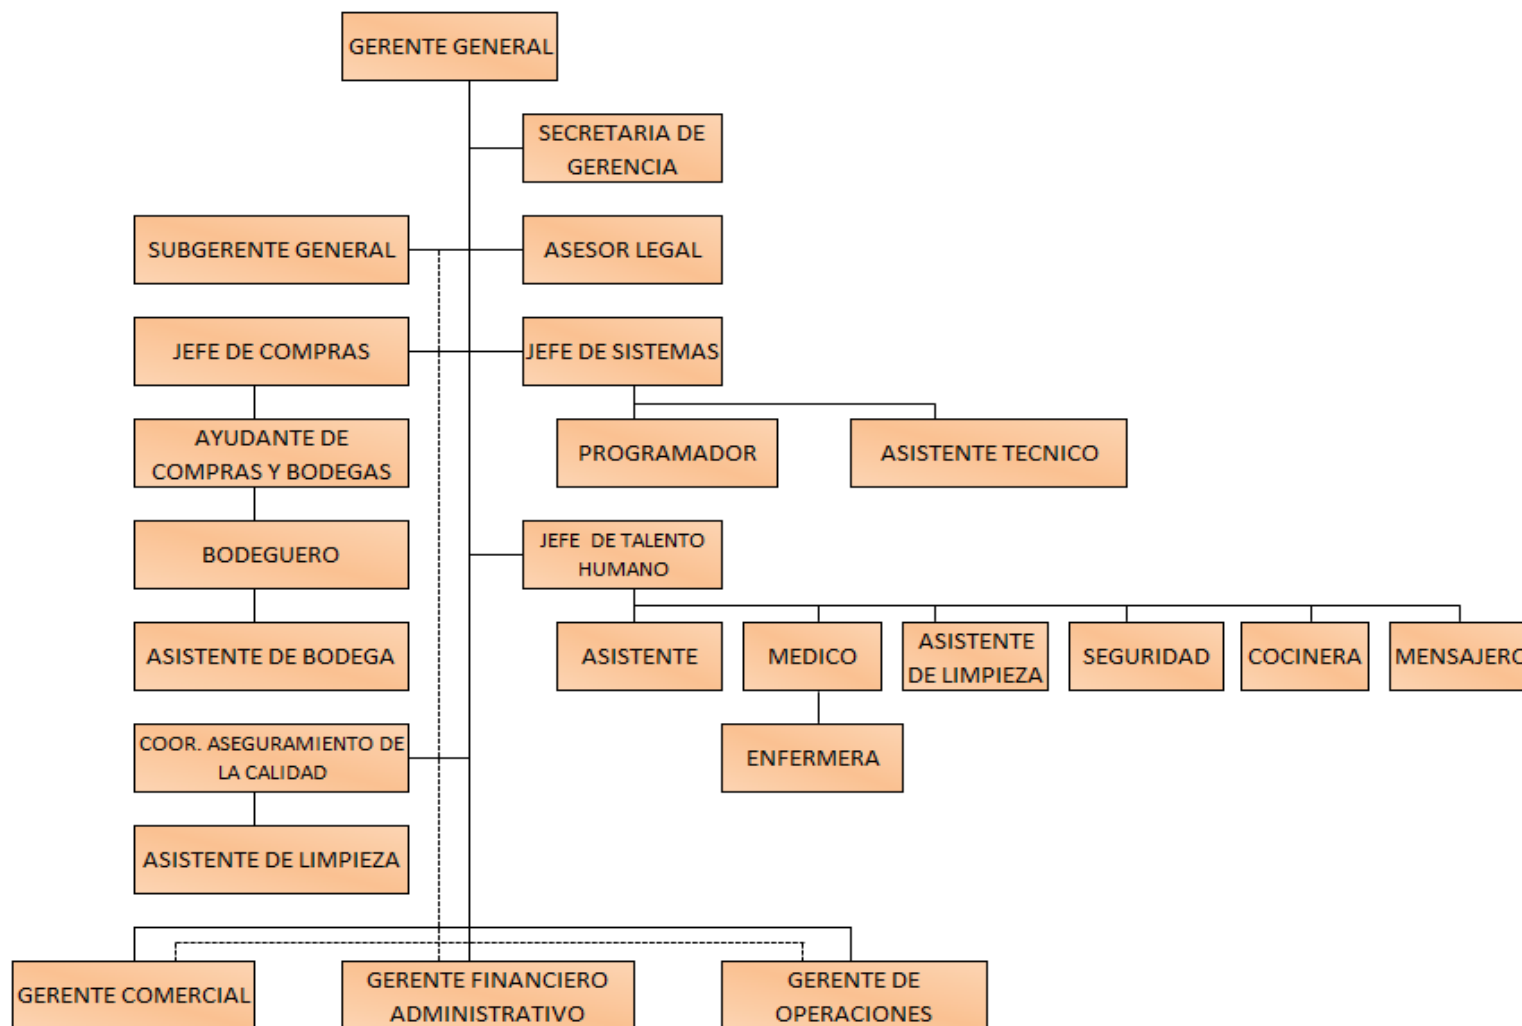 GERENTE GENERAL
SECRETARIA DE
GERENCIA
SUBGERENTE GENERAL
ASESOR LEGAL
JEFE DE COMPRAS
JEFE DE SISTEMAS
AYUDANTE DE
COMPRAS Y BODEGAS
PROGRAMADOR
ASISTENTE TECNICO
BODEGUERO
JEFE DE TALENTO
HUMANO
ASISTENTE DE BODEGA
ASISTENTE
MEDICO
ASISTENTE
DE LIMPIEZA
SEGURIDAD
COCINERA
MENSAJERO
COOR. ASEGURAMIENTO DE
LA CALIDAD
ENFERMERA
ASISTENTE DE LIMPIEZA
GERENTE COMERCIAL
GERENTE FINANCIERO
ADMINISTRATIVO
GERENTE DE
OPERACIONES